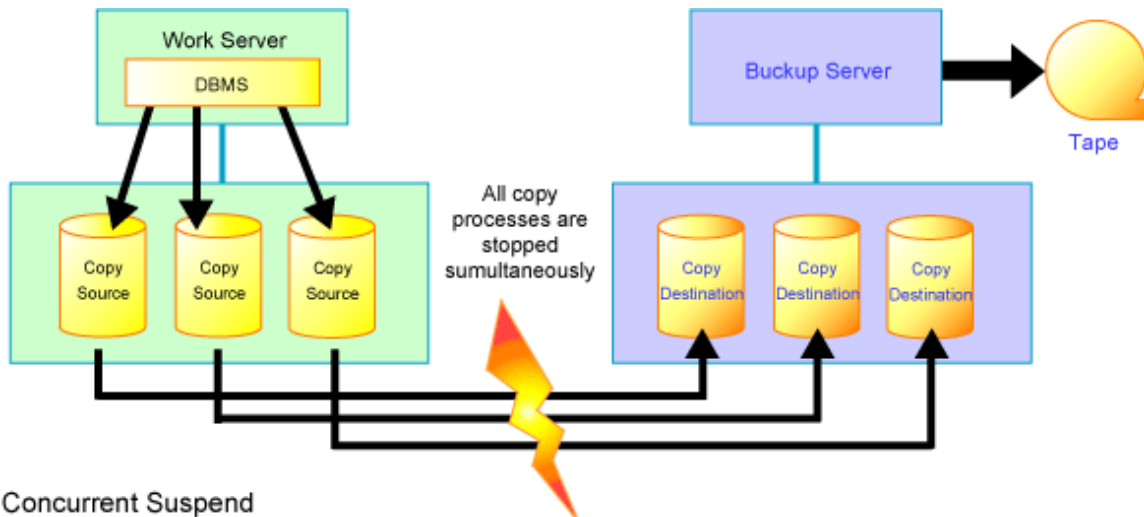 Work Server
DBMS
Buckup Server
Tape
All copy
processes are
stopped
sumultaneously
Copy
Source
Copy
Source
Copy
Source
Copy
Destination
Copy
Destination
Copy
Destination
Concurrent Suspend